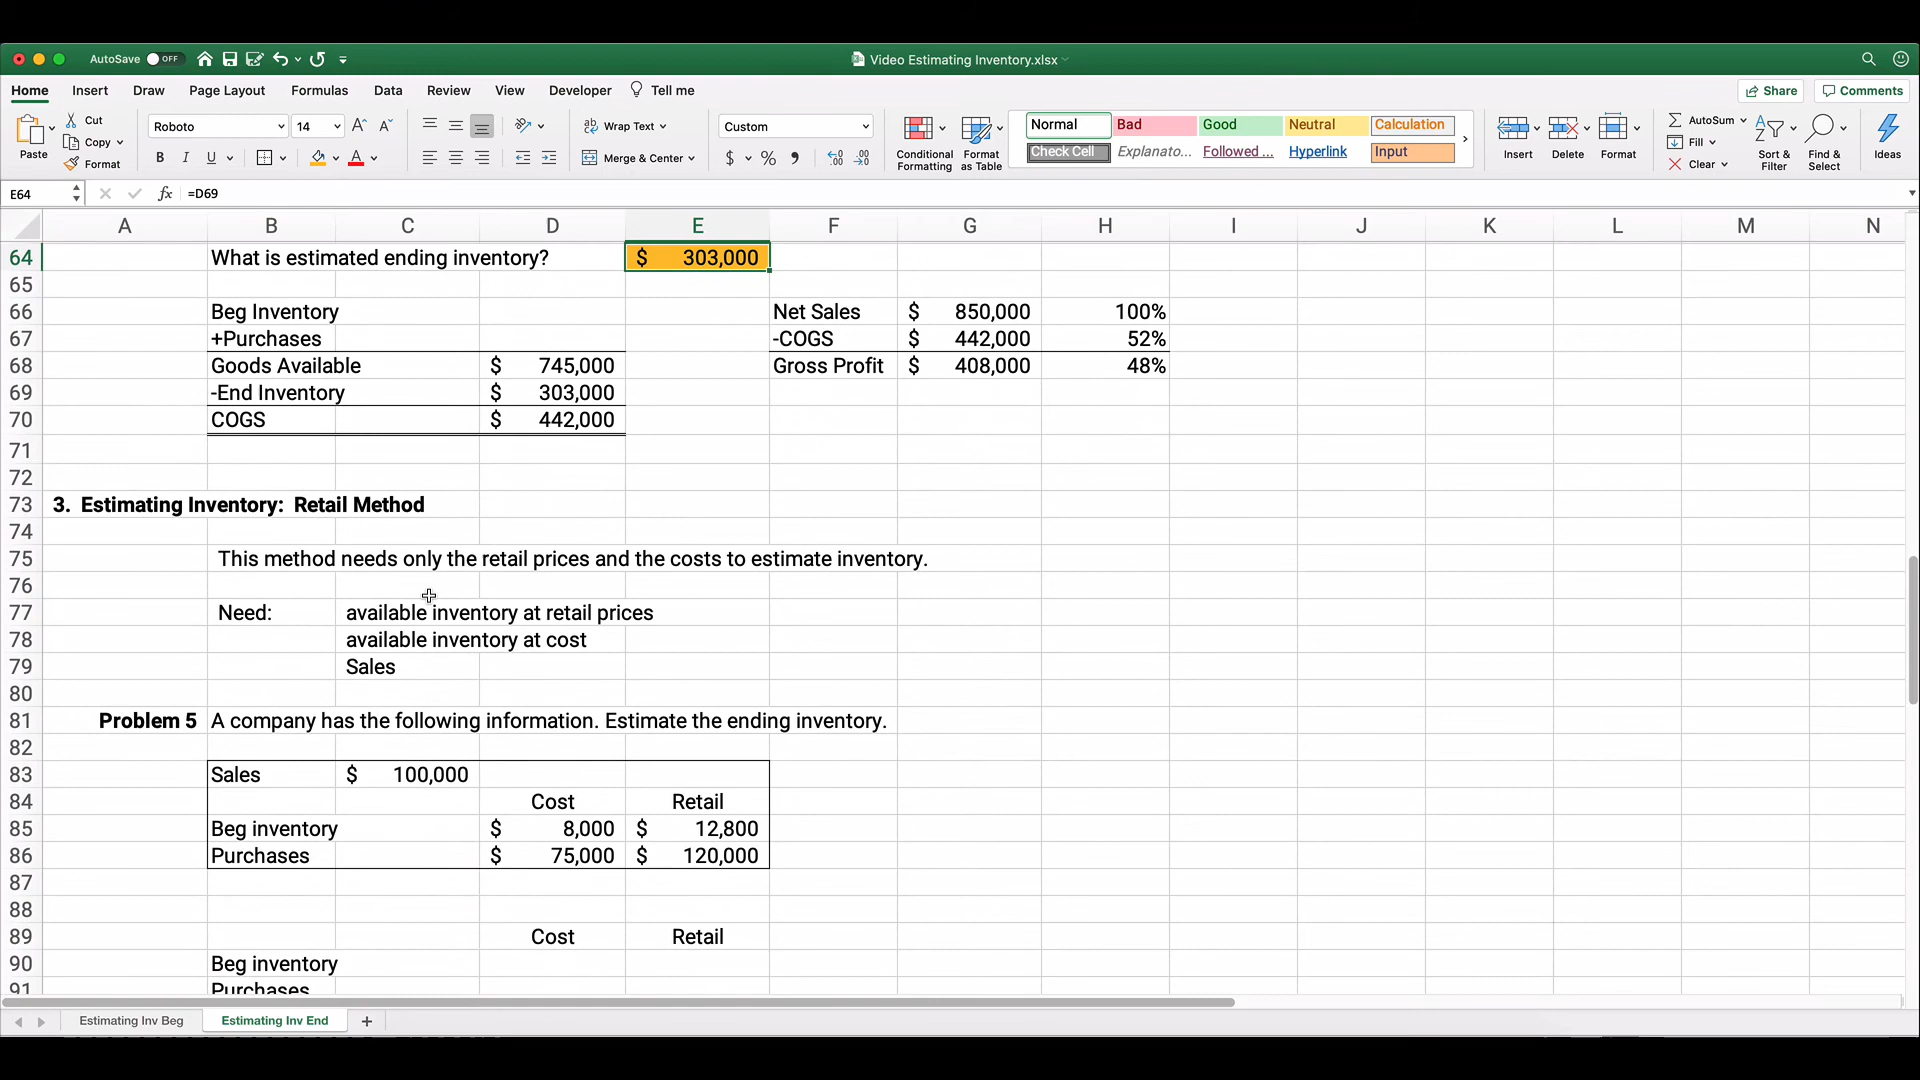 AutoSave OFF
Video Estimating Inventory.xlsx
Home Insert Draw Page Layout Formulas Data Review View Developer Tell me
Share Comments
Paste
Cut
Copy
Format
Roboto 14
B I U
Wrap Text
Merge & Center
Custom
$ %
Conditional Formatting
Format as Table
Normal Bad Good Neutral Calculation
Check Cell Explanato... Followed ... Hyperlink Input
Insert Delete Format
AutoSum
Fill
Clear
Sort & Filter
Find & Select
Ideas
E64 fx =D69
A B C D E F G H I J K L M N
64 What is estimated ending inventory? $ 303,000
65
66 Beg Inventory Net Sales $ 850,000 100%
67 +Purchases -COGS $ 442,000 52%
68 Goods Available $ 745,000 Gross Profit $ 408,000 48%
69 -End Inventory $ 303,000
70 COGS $ 442,000
71
72
73 3. Estimating Inventory: Retail Method
74
75 This method needs only the retail prices and the costs to estimate inventory.
76
77 Need: available inventory at retail prices
78 available inventory at cost
79 Sales
80
81 Problem 5 A company has the following information. Estimate the ending inventory.
82
83 Sales $ 100,000
84 Cost Retail
85 Beg inventory $ 8,000 $ 12,800
86 Purchases $ 75,000 $ 120,000
87
88
89 Cost Retail
90 Beg inventory
91 Purchases
Estimating Inv Beg Estimating Inv End +